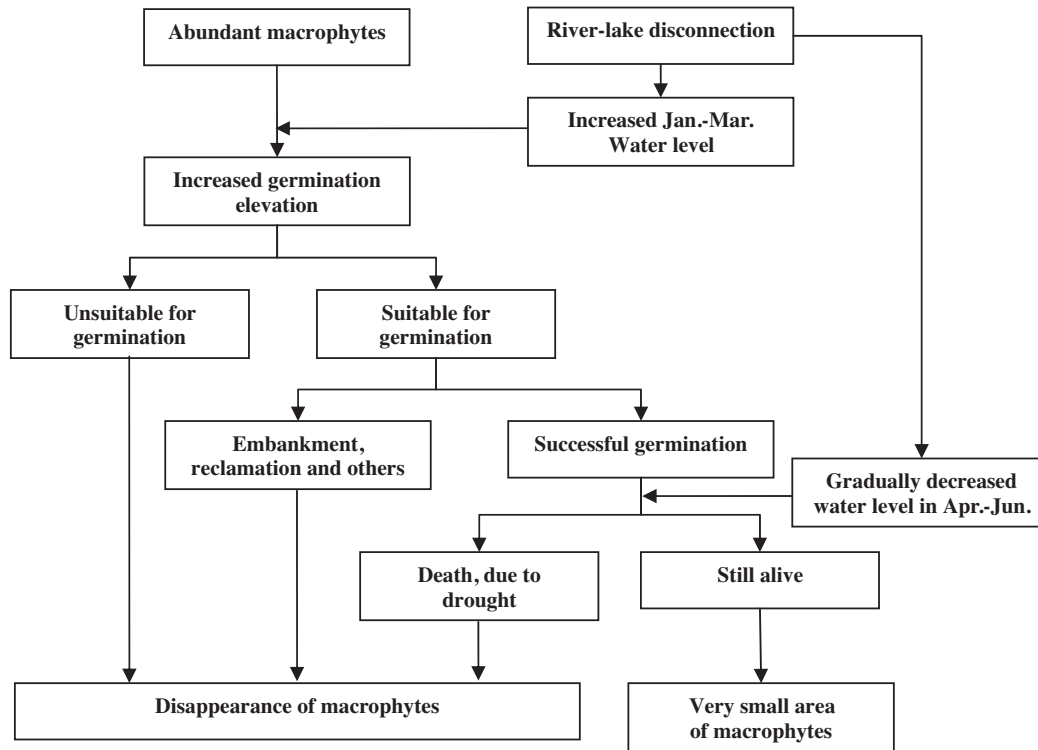 Abundant macrophytes
River-lake disconnection
Increased Jan.-Mar.
Water level
Increased germination
elevation
Unsuitable for
germination
Suitable for
germination
Embankment,
reclamation and others
Successful germination
Gradually decreased
water level in Apr.-Jun.
Death, due to
drought
Still alive
Disappearance of macrophytes
Very small area
of macrophytes